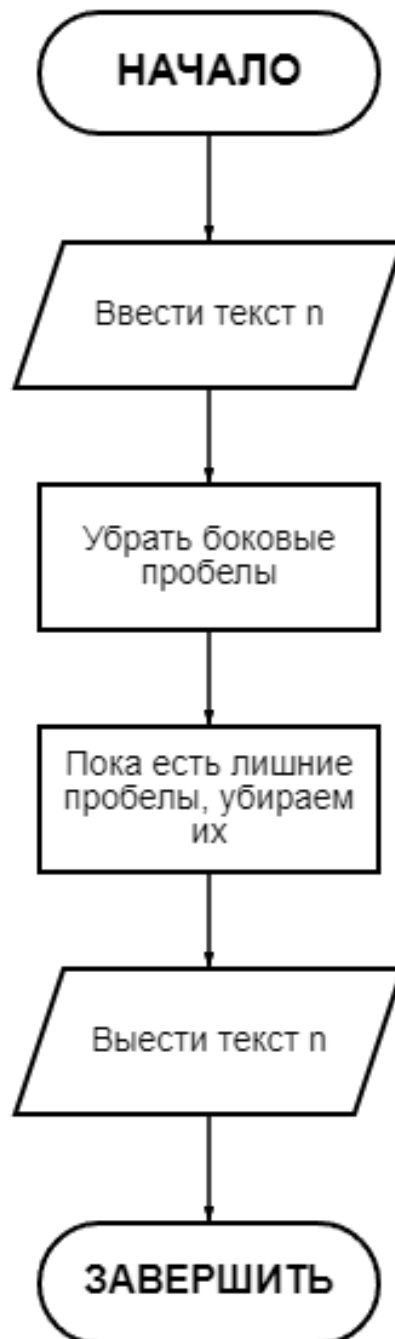 НАЧАЛО
Ввести текст n
Убрать боковые
пробелы
Пока есть лишние
пробелы, убираем
их
Выести текст n
ЗАВЕРШИТЬ